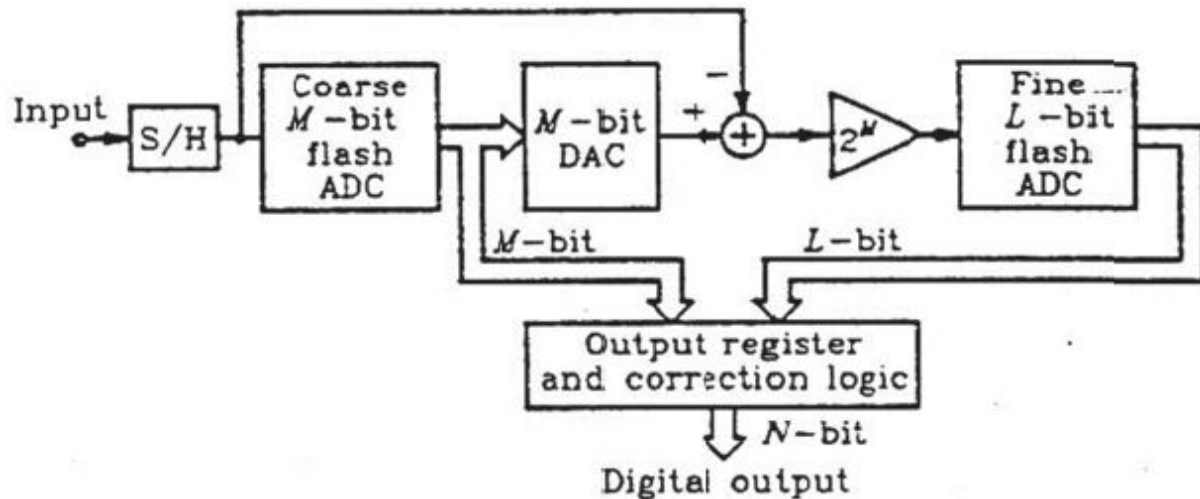 Input
S/H
Coarse
M-bit
flash
ADC
M-bit
DAC
-
+
+
2^M
Fine
L-bit
flash
ADC
M-bit
L-bit
Output register
and correction logic
N-bit
Digital output